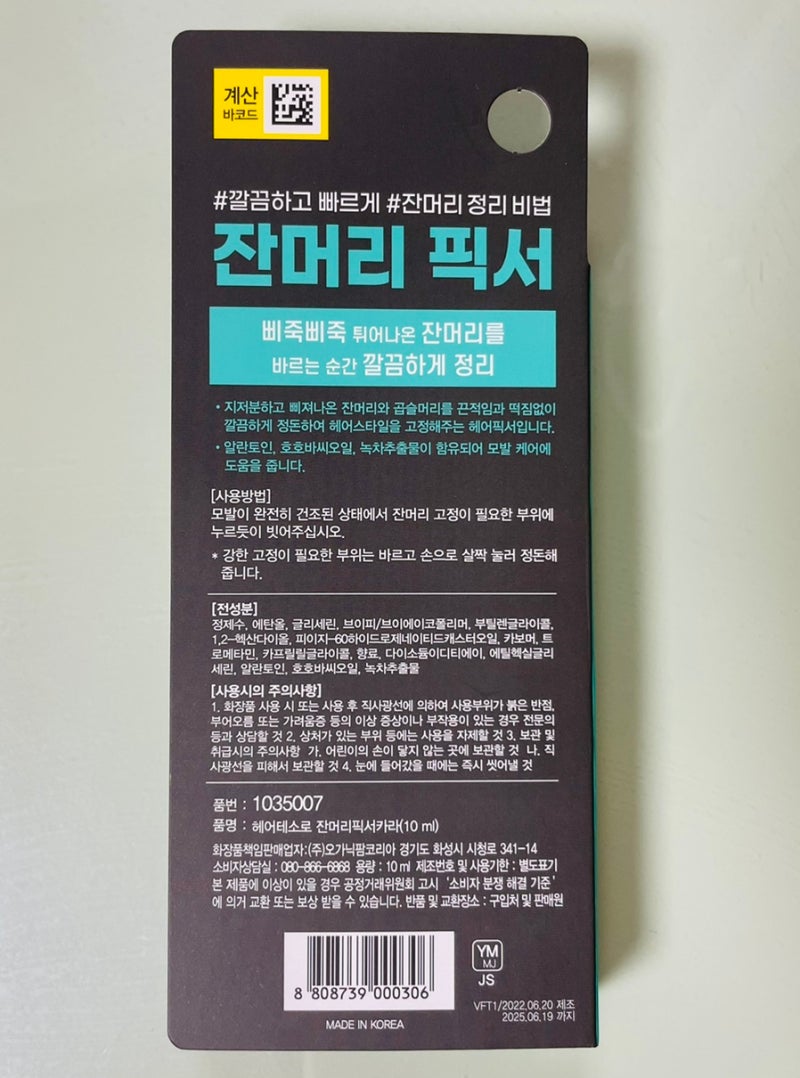 계산
바코드
#깔끔하고 빠르게 #잔머리 정리 비법
잔머리 픽서
삐죽삐죽 튀어나온 잔머리를
바르는 순간 깔끔하게 정리
• 지저분하고 삐져나온 잔머리와 곱슬머리를 끈적임과 떡짐없이
깔끔하게 정돈하여 헤어스타일을 고정해주는 헤어픽서입니다.
• 알란토인, 호호바씨오일, 녹차추출물이 함유되어 모발 케어에
도움을 줍니다.
[사용방법]
모발이 완전히 건조된 상태에서 잔머리 고정이 필요한 부위에
누르듯이 빗어주십시오.
* 강한 고정이 필요한 부위는 바르고 손으로 살짝 눌러 정돈해
줍니다.
[전성분]
정제수, 에탄올, 글리세린, 브이피/브이에이코폴리머, 부틸렌글라이콜,
1,2-헥산다이올, 피이지-60하이드로제네이티드캐스터오일, 카보머, 트
로메타민, 카프릴릴글라이콜, 향료, 다이소듐이디티에이, 에틸헥실글리
세린, 알란토인, 호호바씨오일, 녹차추출물
[사용시의 주의사항]
1. 화장품 사용 시 또는 사용 후 직사광선에 의하여 사용부위가 붉은 반점,
부어오름 또는 가려움증 등의 이상 증상이나 부작용이 있는 경우 전문의
등과 상담할 것 2. 상처가 있는 부위 등에는 사용을 자제할 것 3. 보관 및
취급시의 주의사항 가. 어린이의 손이 닿지 않는 곳에 보관할 것 나. 직
사광선을 피해서 보관할 것 4. 눈에 들어갔을 때에는 즉시 씻어낼 것
품번 : 1035007
품명 : 헤어테소로 잔머리픽서카라(10 ml)
화장품책임판매업자:(주)오가닉팜코리아 경기도 화성시 시청로 341-14
소비자상담실 : 080-866-6868 용량 : 10 ml 제조번호 및 사용기한 : 별도표기
본 제품에 이상이 있을 경우 공정거래위원회 고시 '소비자 분쟁 해결 기준'
에 의거 교환 또는 보상 받을 수 있습니다. 반품 및 교환장소 : 구입처 및 판매원
8 808739 000306
YM
MJ
JS
VFT1/2022.06.20 제조
2025.06.19 까지
MADE IN KOREA